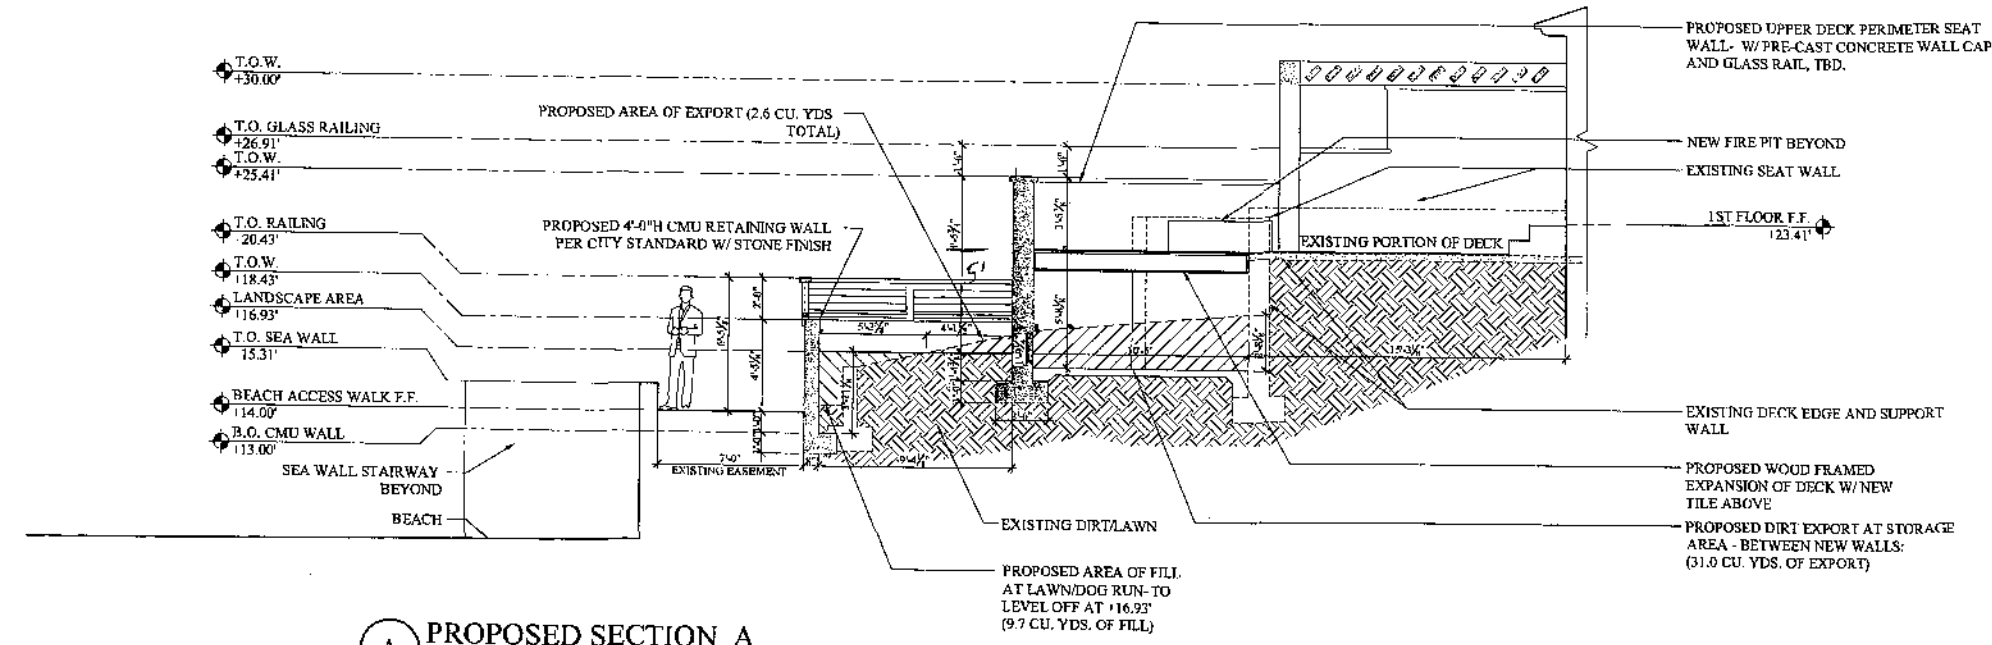 T.O.W.
+30.00'
T.O. GLASS RAILING
+26.91'
T.O.W.
+25.41'
T.O. RAILING
20.43'
T.O.W.
+18.43'
LANDSCAPE AREA
+16.93'
T.O. SEA WALL
15.31'
BEACH ACCESS WALK F.F.
+14.00'
B.O. CMU WALL
+13.00'
SEA WALL STAIRWAY
BEYOND
BEACH
PROPOSED AREA OF EXPORT (2.6 CU. YDS
TOTAL)
PROPOSED 4'-0"H CMU RETAINING WALL
PER CITY STANDARD W/ STONE FINISH
5'
2'-0"
7'-0"
EXISTING EASEMENT
EXISTING PORTION OF DECK
EXISTING DIRT/LAWN
PROPOSED AREA OF FILL
AT LAWN/DOG RUN- TO
LEVEL OFF AT +16.93'
(9.7 CU. YDS. OF FILL)
PROPOSED UPPER DECK PERIMETER SEAT
WALL- W/ PRE-CAST CONCRETE WALL CAP
AND GLASS RAIL, TBD.
NEW FIRE PIT BEYOND
EXISTING SEAT WALL
1ST FLOOR F.F.
+23.41'
EXISTING DECK EDGE AND SUPPORT
WALL
PROPOSED WOOD FRAMED
EXPANSION OF DECK W/ NEW
TILE ABOVE
PROPOSED DIRT EXPORT AT STORAGE
AREA - BETWEEN NEW WALLS:
(31.0 CU. YDS. OF EXPORT)
A PROPOSED SECTION A